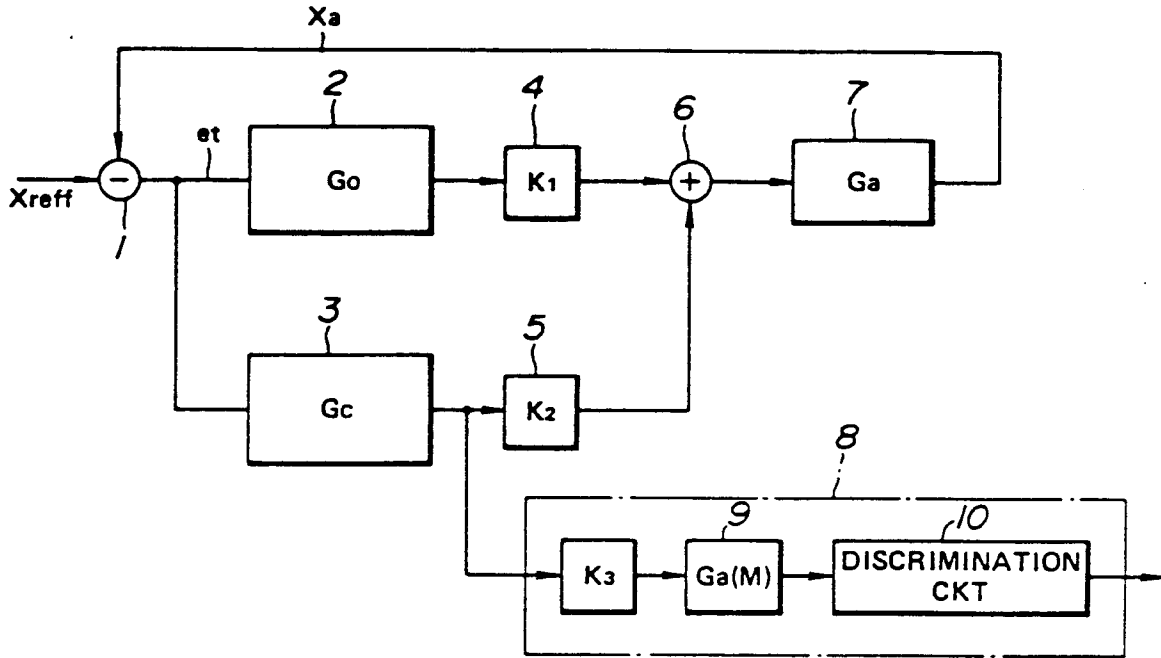 Xa
2
4
6
7
et
Go
K1
+
Ga
Xreff
−
1
3
5
Gc
K2
8
9
10
K3
Ga(M)
DISCRIMINATION
CKT